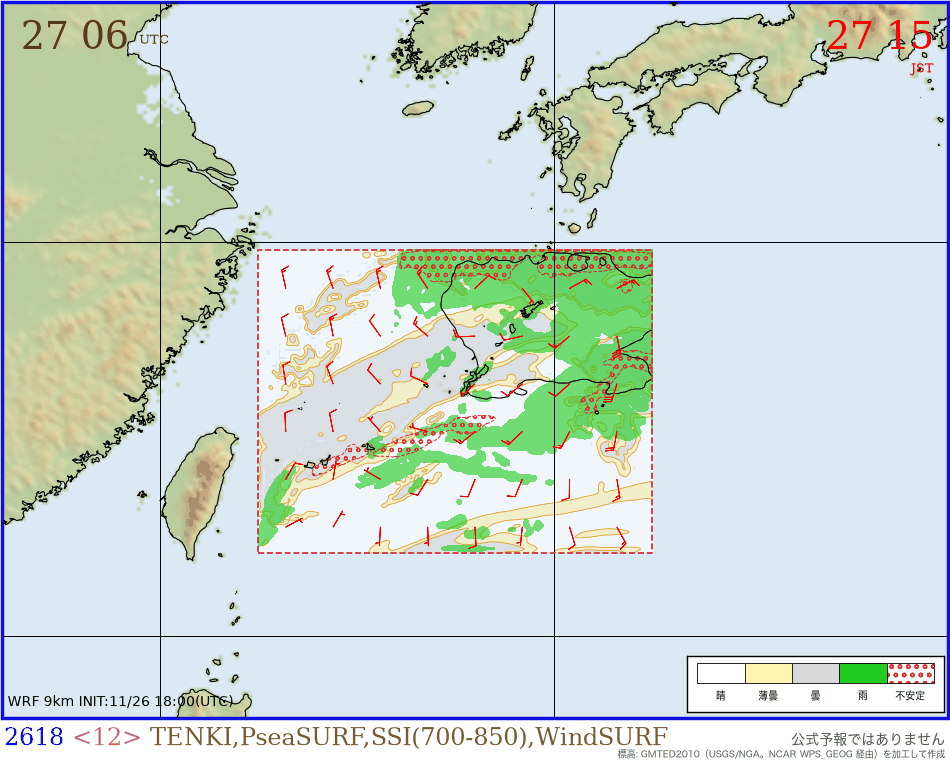 27 06 UTC
27 15
JST
晴 薄曇 曇 雨 不安定
WRF 9km INIT:11/26 18:00(UTC)
2618 <12> TENKI,PseaSURF,SSI(700-850),WindSURF
公式予報ではありません
標高: GMTED2010（USGS/NGA。NCAR WPS_GEOG 経由）を加工して作成